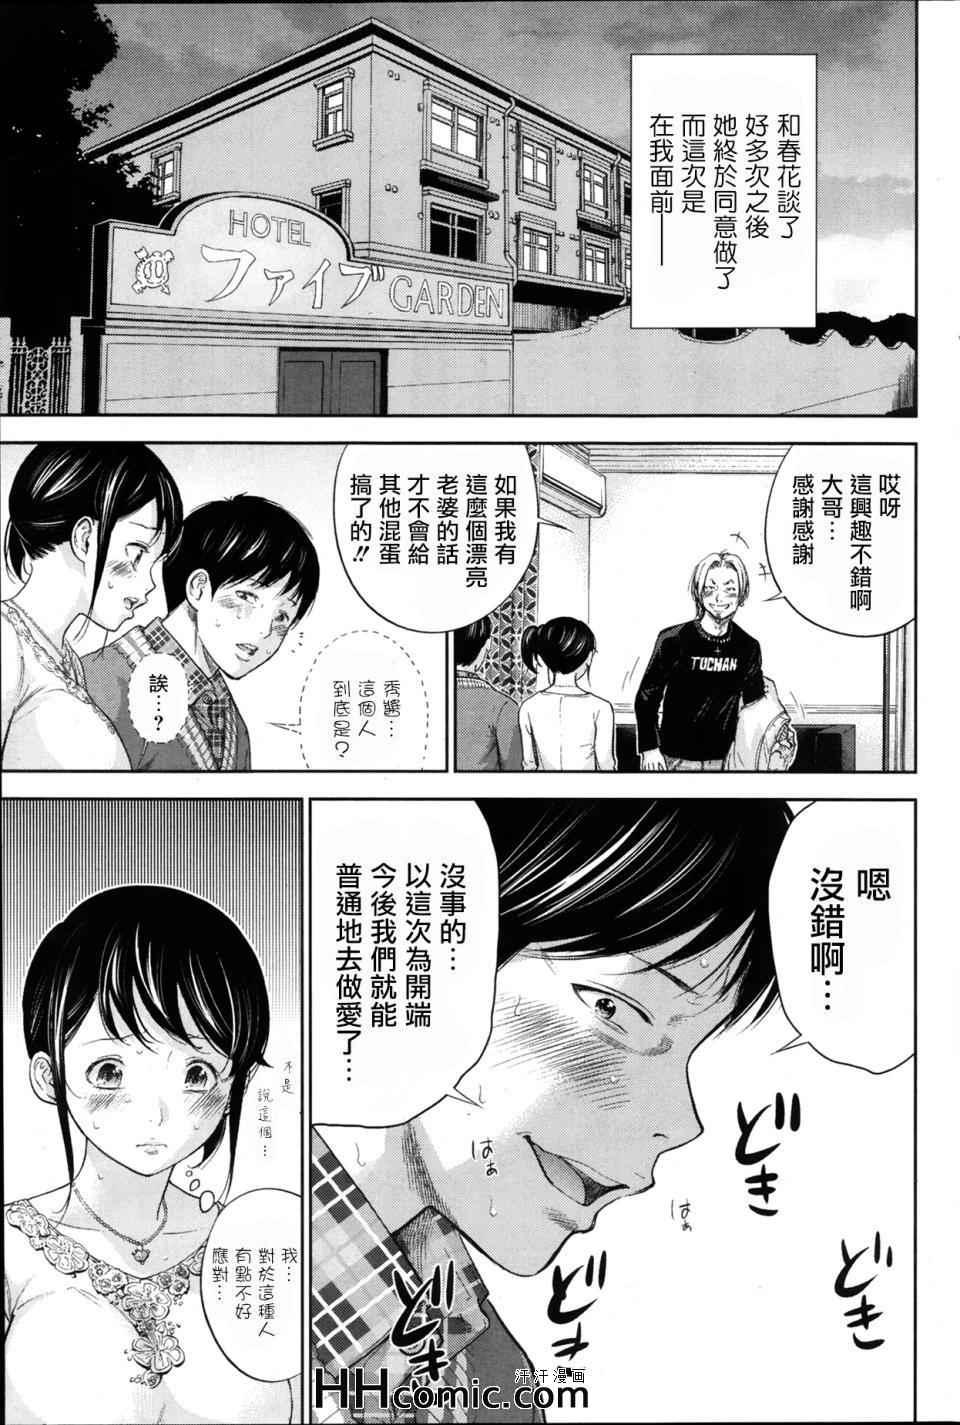 和春花談了
好多次之後
她終於同意做了
而這次是
在我面前——
HOTEL
ファイブ GARDEN
哎呀
這興趣不錯啊
大哥…
感謝感謝
TOCHAN
如果我有
這麼個漂亮
老婆的話
才不會給
其他混蛋
搞了的!!
秀醬…
這個人
到底是?
誒…?
嗯
沒錯啊…
沒事的…
以這次為開端
今後我們就能
普通地去做愛了…
はぁ
はぁ
どき
どき
どき
不是
說這個…
我…
對於這種人
有點不好
應對…
汗汗漫画
HHcomic.com